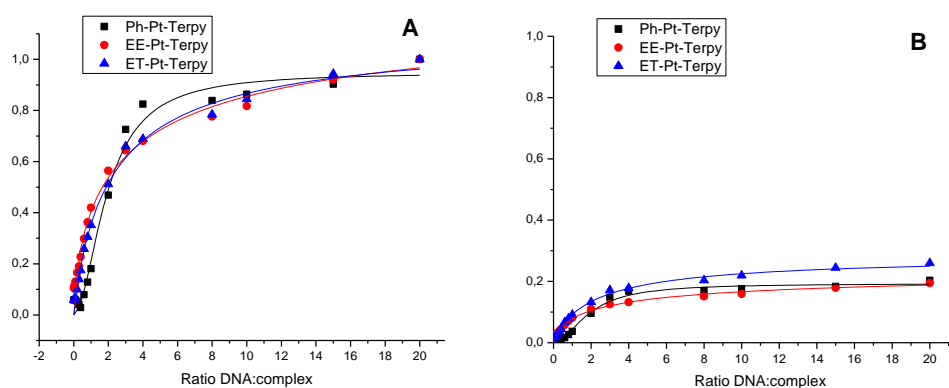 Ph-Pt-Terpy
EE-Pt-Terpy
ET-Pt-Terpy
A
1,0
0,8
0,6
0,4
0,2
0,0
-2 0 2 4 6 8 10 12 14 16 18 20
Ratio DNA:complex
Ph-Pt-Terpy
EE-Pt-Terpy
ET-Pt-Terpy
B
1,0
0,8
0,6
0,4
0,2
0,0
0 2 4 6 8 10 12 14 16 18 20
Ratio DNA:complex